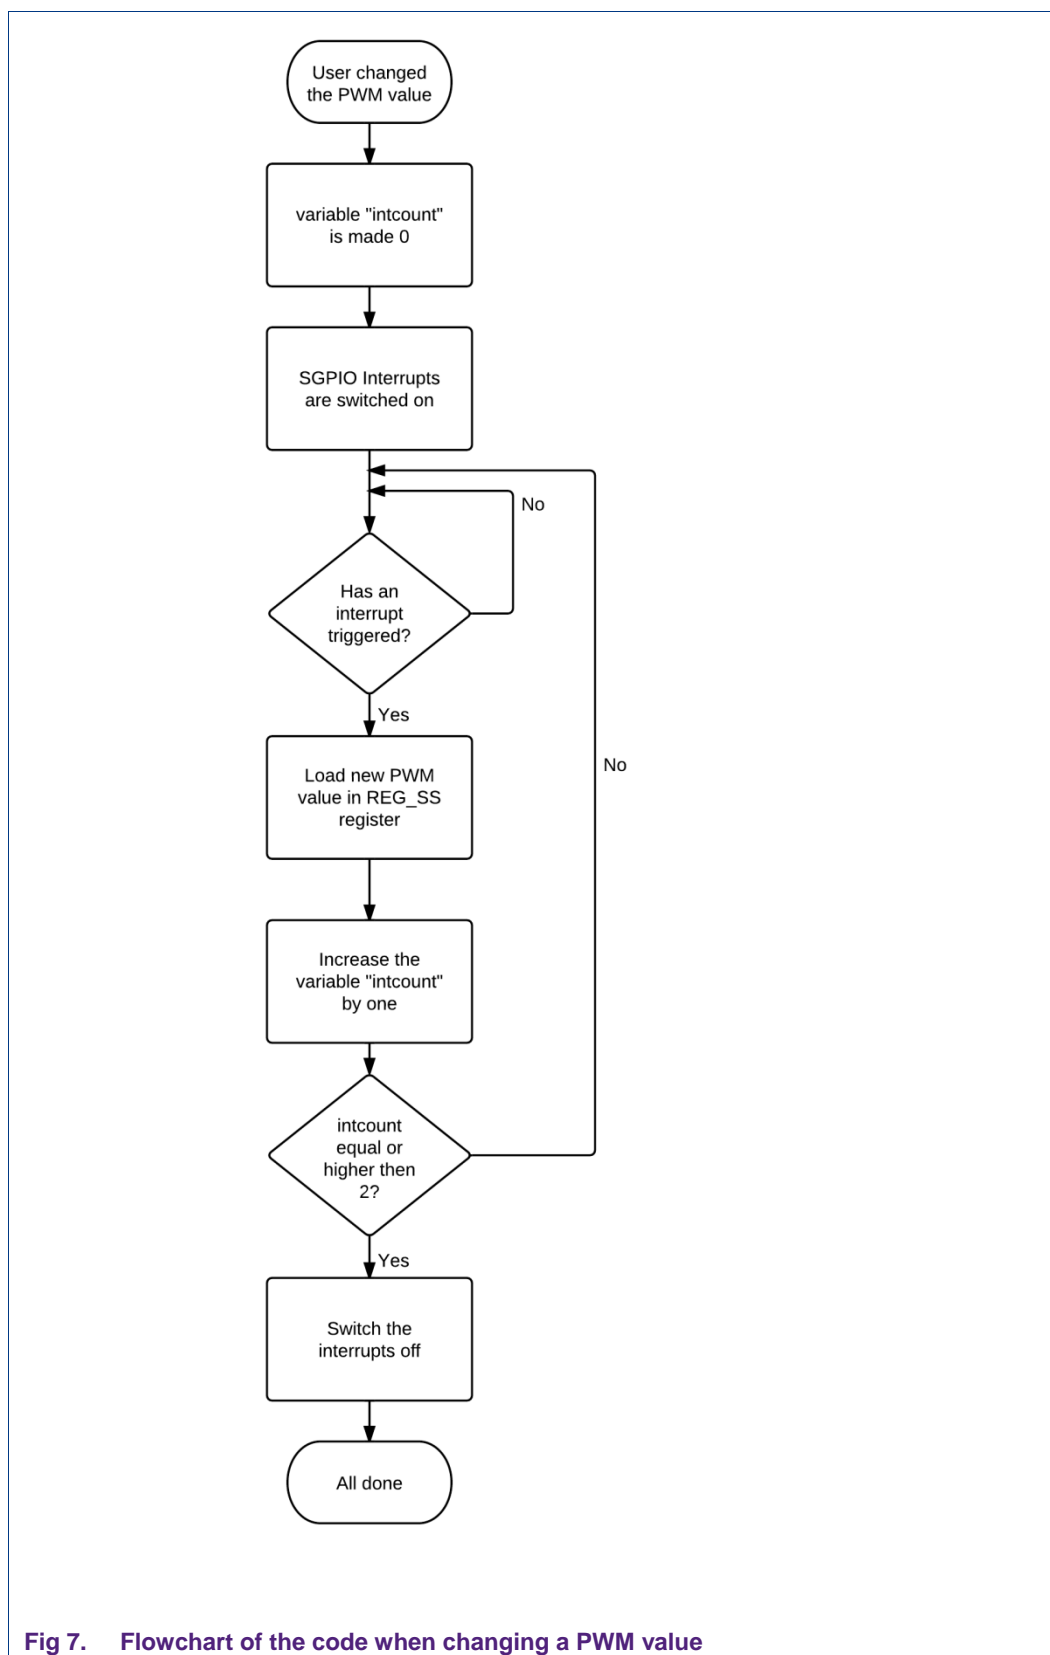 User changed
the PWM value
variable "intcount"
is made 0
SGPIO Interrupts
are switched on
No
Has an
interrupt
triggered?
Yes
Load new PWM
value in REG_SS
register
No
Increase the
variable "intcount"
by one
intcount
equal or
higher then
2?
Yes
Switch the
interrupts off
All done
Fig 7. Flowchart of the code when changing a PWM value